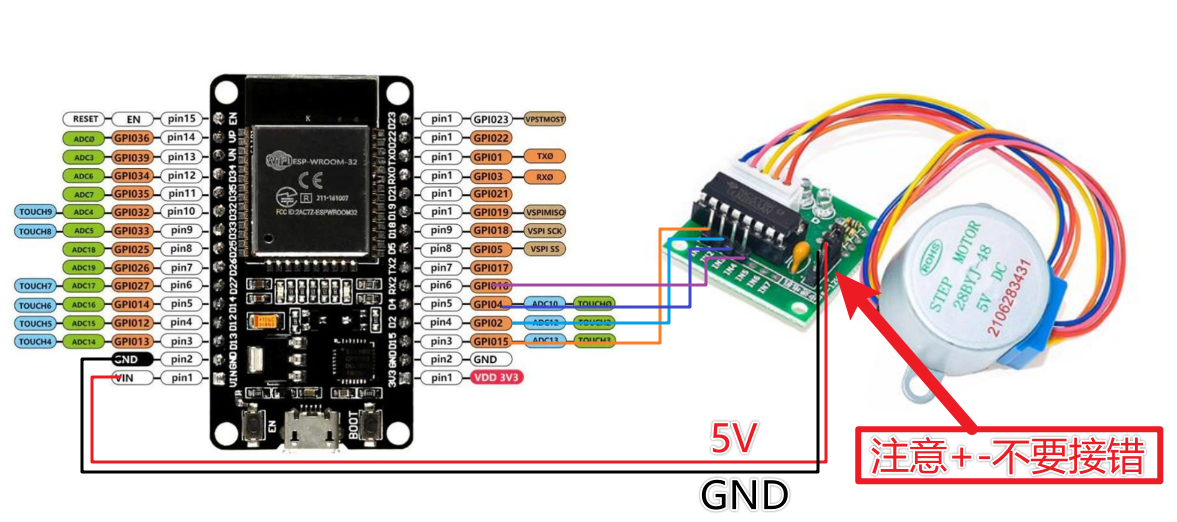 RESET EN pin15
ADC0 GPIO36 pin14
ADC3 GPIO39 pin13
ADC6 GPIO34 pin12
ADC7 GPIO35 pin11
TOUCH9 ADC4 GPIO32 pin10
TOUCH8 ADC5 GPIO33 pin9
ADC18 GPIO25 pin8
ADC19 GPIO26 pin7
TOUCH7 ADC17 GPIO27 pin6
TOUCH6 ADC16 GPIO14 pin5
TOUCH5 ADC15 GPIO12 pin4
TOUCH4 ADC14 GPIO13 pin3
GND pin2
VIN pin1
EN
VP
VN
D34
D35
D32
D33
D25
D26
D27
D14
D12
D13
GND
VIN
K
WiFi ESP-WROOM-32
CE
R 211-161007
FCC ID:2AC7Z-ESPWROOM32
D23
D22
TX0
RX0
D21
D19
D18
D5
TX2
RX2
D4
D2
D15
GND
3V3
EN
BOOT
pin1 GPIO23 VPSTMOST
pin1 GPIO22
pin1 GPIO1 TX0
pin1 GPIO3 RX0
pin1 GPIO21
pin1 GPIO19 VSPIMISO
pin9 GPIO18 VSPI SCK
pin8 GPIO5 VSPI SS
pin7 GPIO17
pin6 GPIO16
pin5 GPIO4 ADC10 TOUCH0
pin4 GPIO2 ADC12 TOUCH2
pin3 GPIO15 ADC13 TOUCH3
pin2 GND
pin1 VDD 3V3
IN4
IN5
IN6
IN7
ROHS
STEP MOTOR
28BYJ-48
5V DC
2106283431
5V
GND
注意+-不要接错